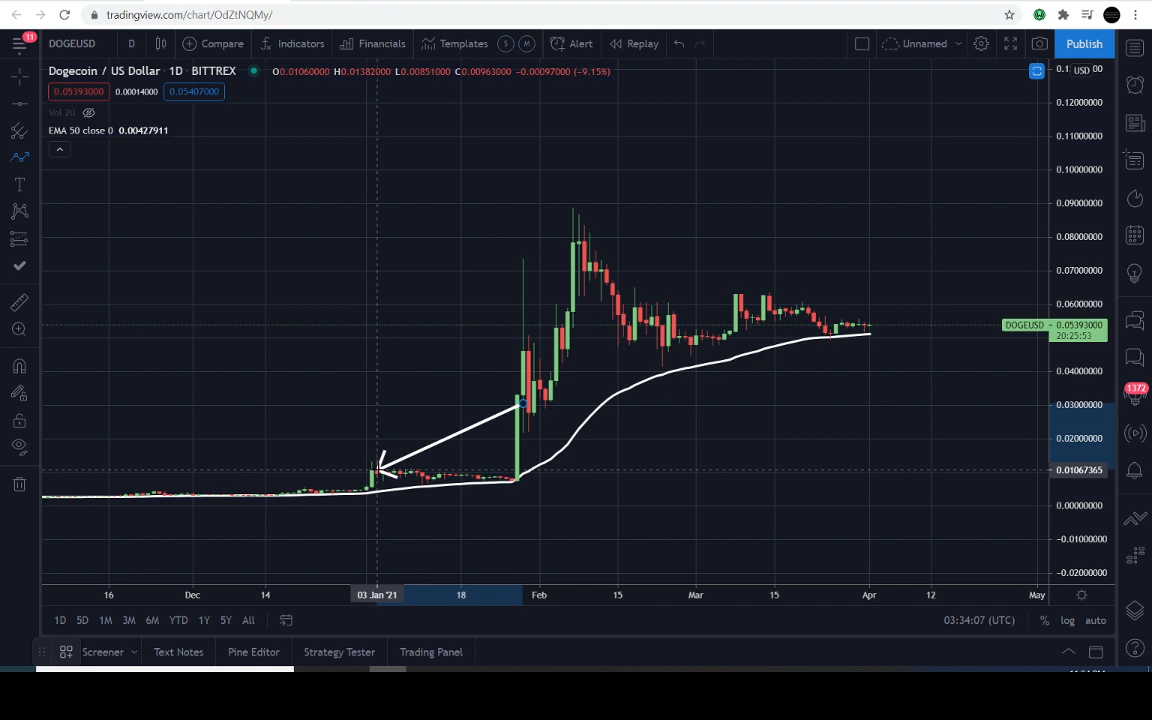 tradingview.com/chart/OdZtNQMy/
11
DOGEUSD D Compare Indicators Financials Templates S M Alert Replay Unnamed Publish
Dogecoin / US Dollar · 1D · BITTREX O0.01060000 H0.01382000 L0.00851000 C0.00963000 −0.00097000 (−9.15%)
0.05393000 0.00014000 0.05407000
Vol 20
EMA 50 close 0 0.00427911
USD
0.12000000
0.11000000
0.10000000
0.09000000
0.08000000
0.07000000
0.06000000
DOGEUSD 0.05393000
20:25:53
0.04000000
1372
0.03000000
0.02000000
0.01067365
0.00000000
−0.01000000
−0.02000000
16 Dec 14 03 Jan '21 18 Feb 15 Mar 15 Apr 12 May
1D 5D 1M 3M 6M YTD 1Y 5Y All 03:34:07 (UTC) % log auto
Screener Text Notes Pine Editor Strategy Tester Trading Panel